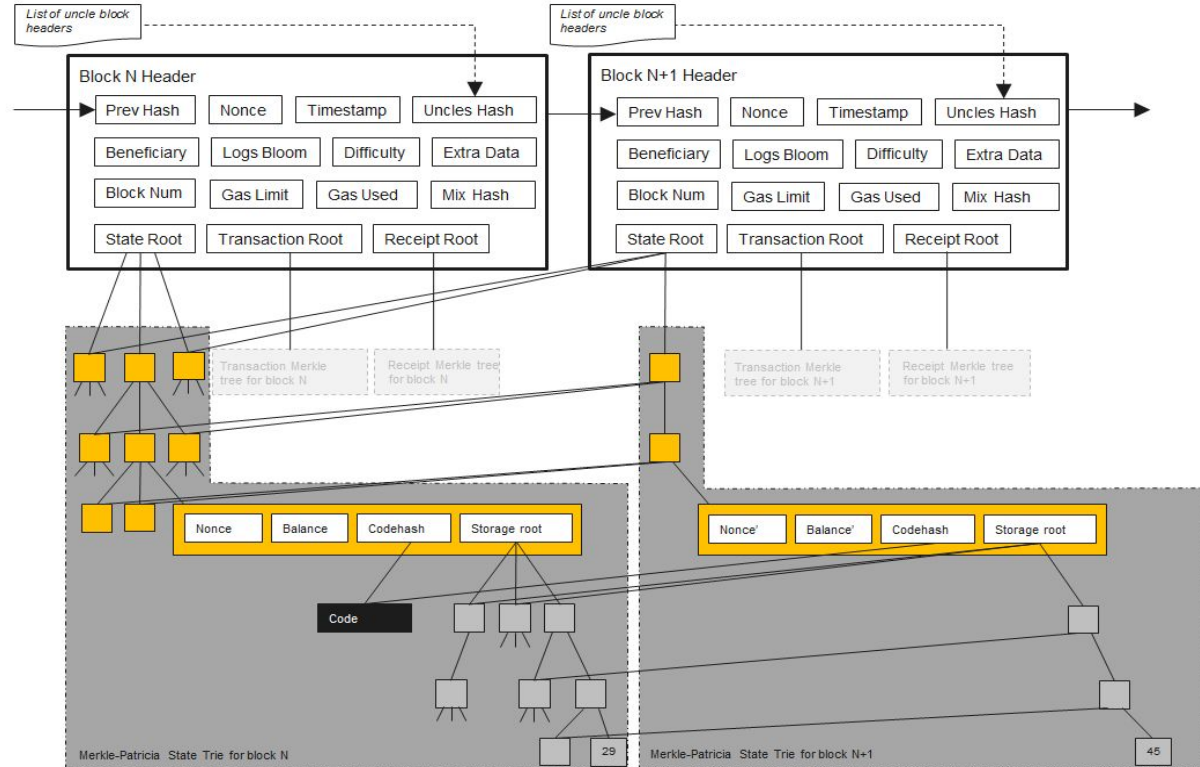 List of uncle block
headers
List of uncle block
headers
Block N Header
Prev Hash
Nonce
Timestamp
Uncles Hash
Beneficiary
Logs Bloom
Difficulty
Extra Data
Block Num
Gas Limit
Gas Used
Mix Hash
State Root
Transaction Root
Receipt Root
Block N+1 Header
Prev Hash
Nonce
Timestamp
Uncles Hash
Beneficiary
Logs Bloom
Difficulty
Extra Data
Block Num
Gas Limit
Gas Used
Mix Hash
State Root
Transaction Root
Receipt Root
Transaction Merkle
tree for block N
Receipt Merkle tree
for block N
Transaction Merkle
tree for block N+1
Receipt Merkle tree
for block N+1
Nonce
Balance
Codehash
Storage root
Nonce'
Balance'
Codehash
Storage root
Code
29
45
Merkle-Patricia State Trie for block N
Merkle-Patricia State Trie for block N+1